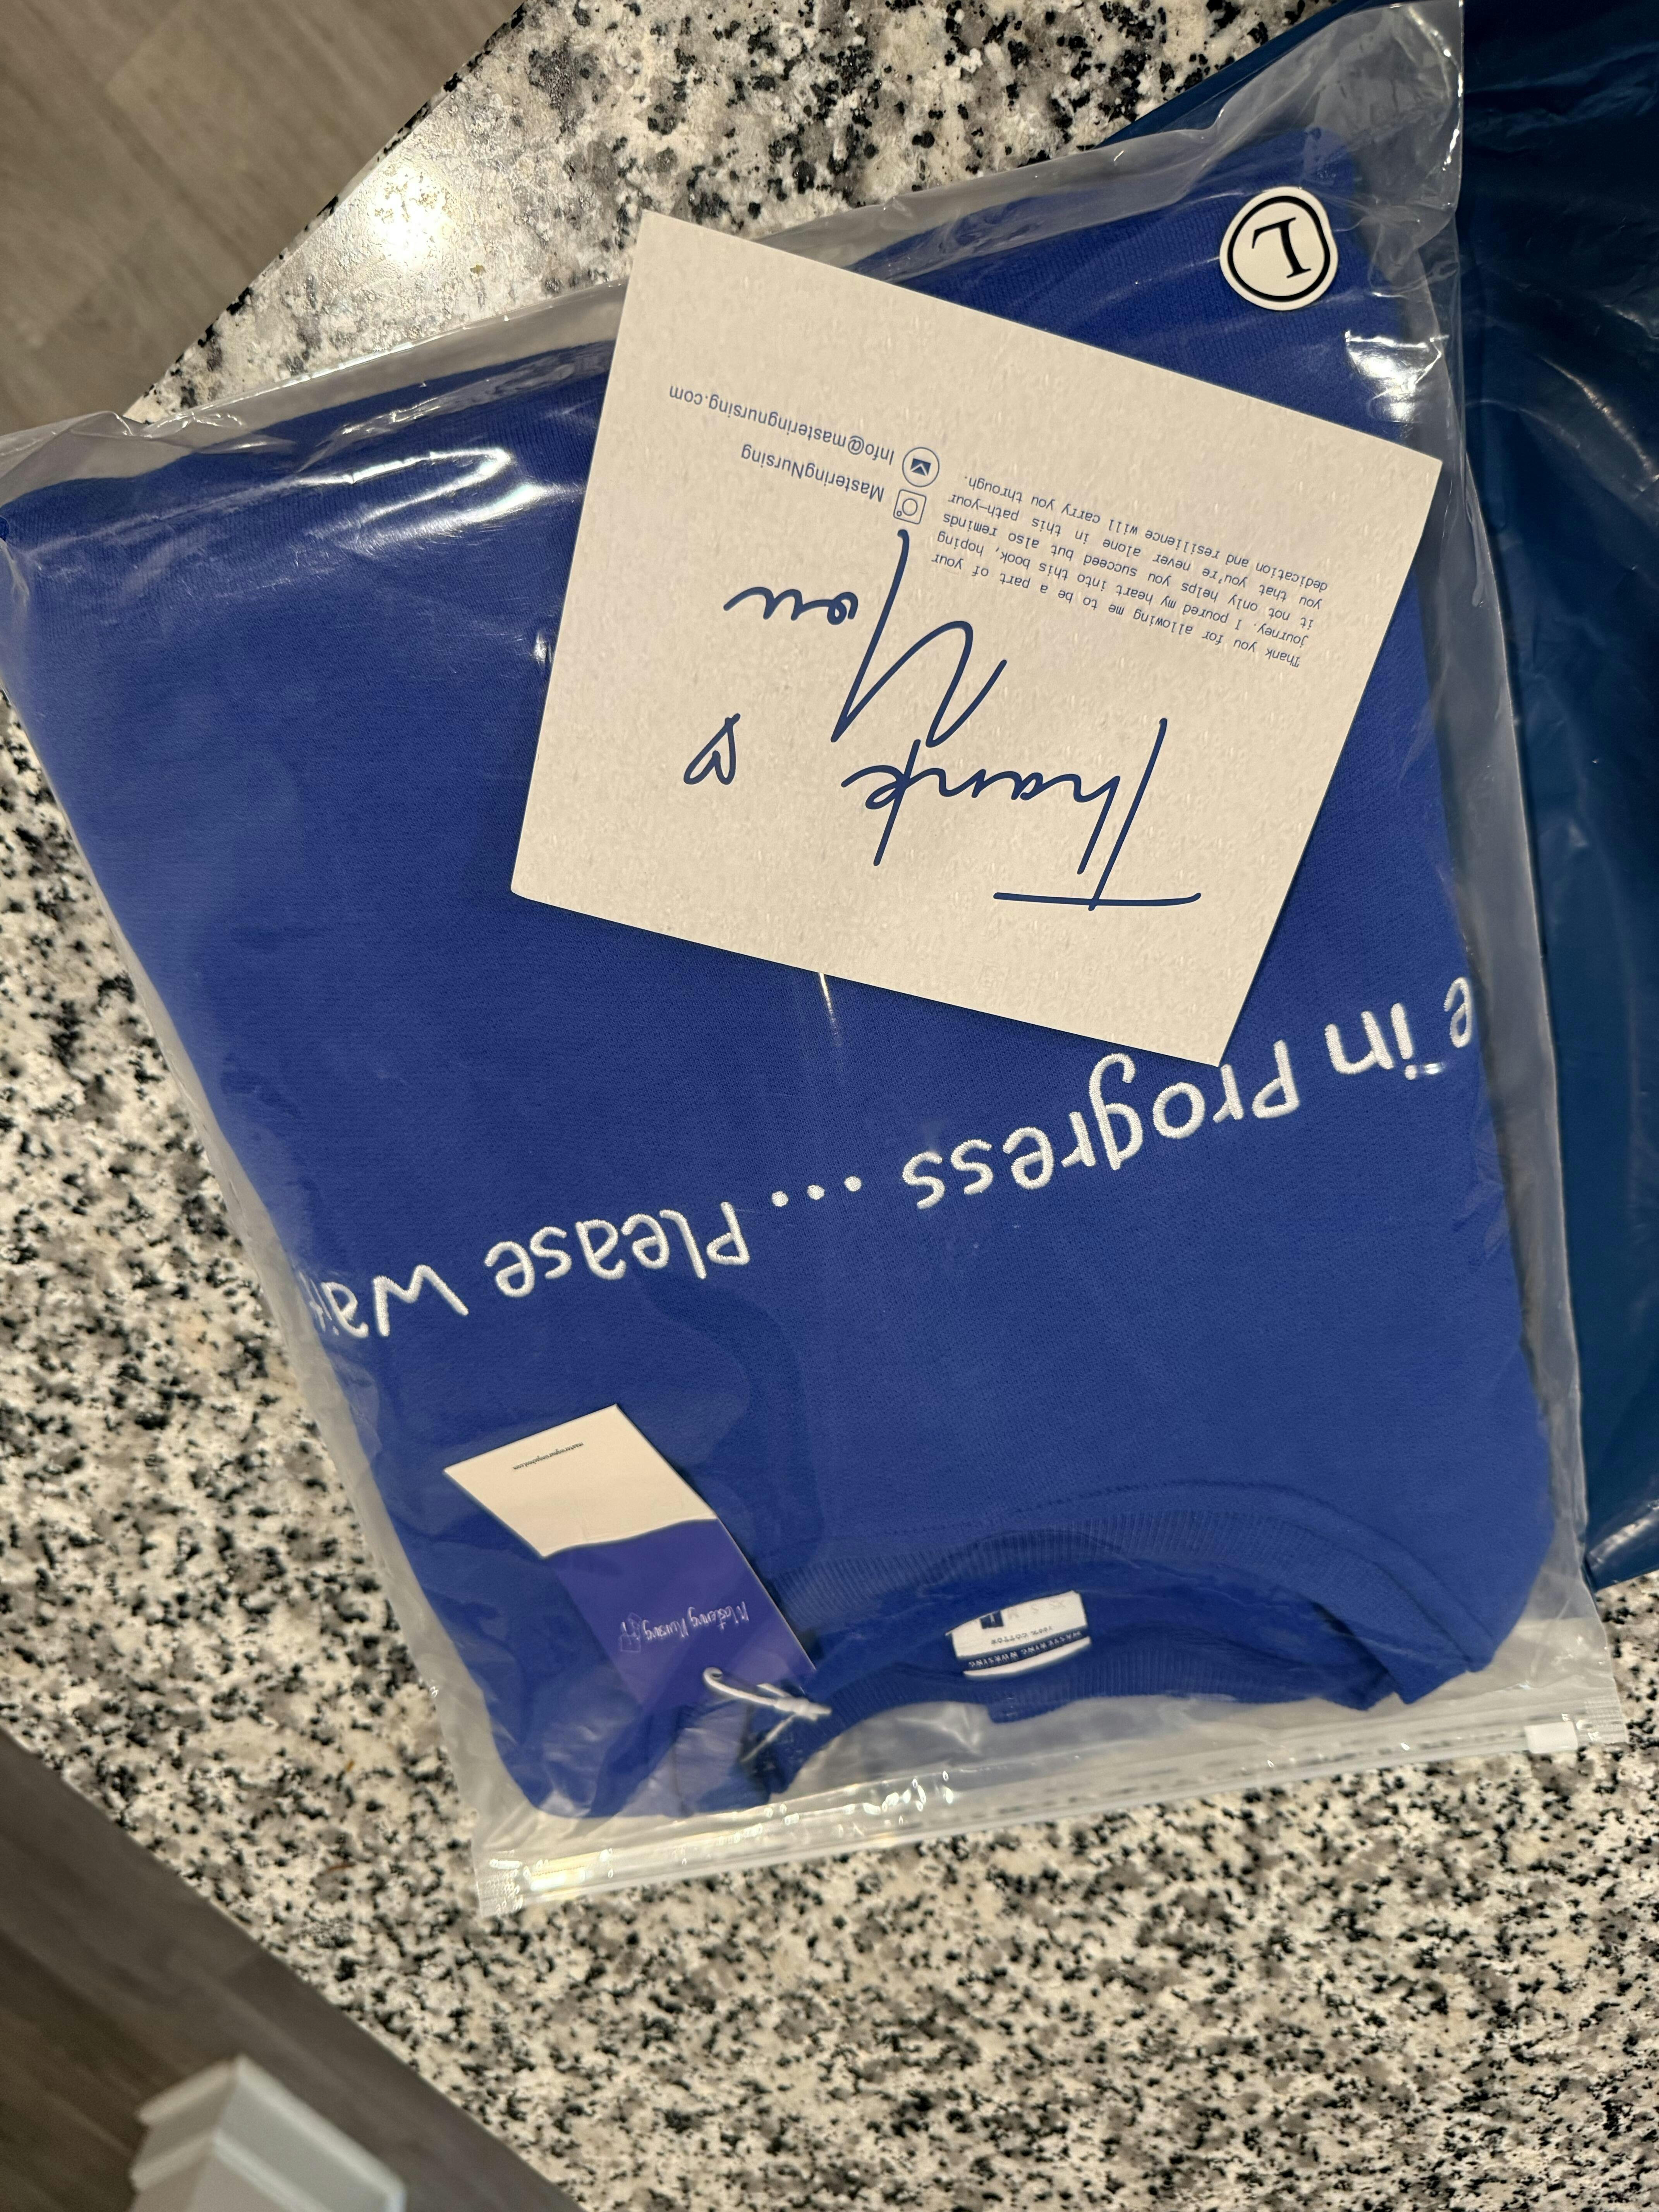 L
Thank
You
Thank you for allowing me to be a part of your
journey. I poured my heart into this book, hoping
it not only helps you succeed but also reminds
you that you're never alone in this path—your
dedication and resilience will carry you through.
MasteringNursing
Info@masteringnursing.com
e in Progress ... Please wai
Mastering Nursing
MASTERING NURSING
100% COTTON
S M L